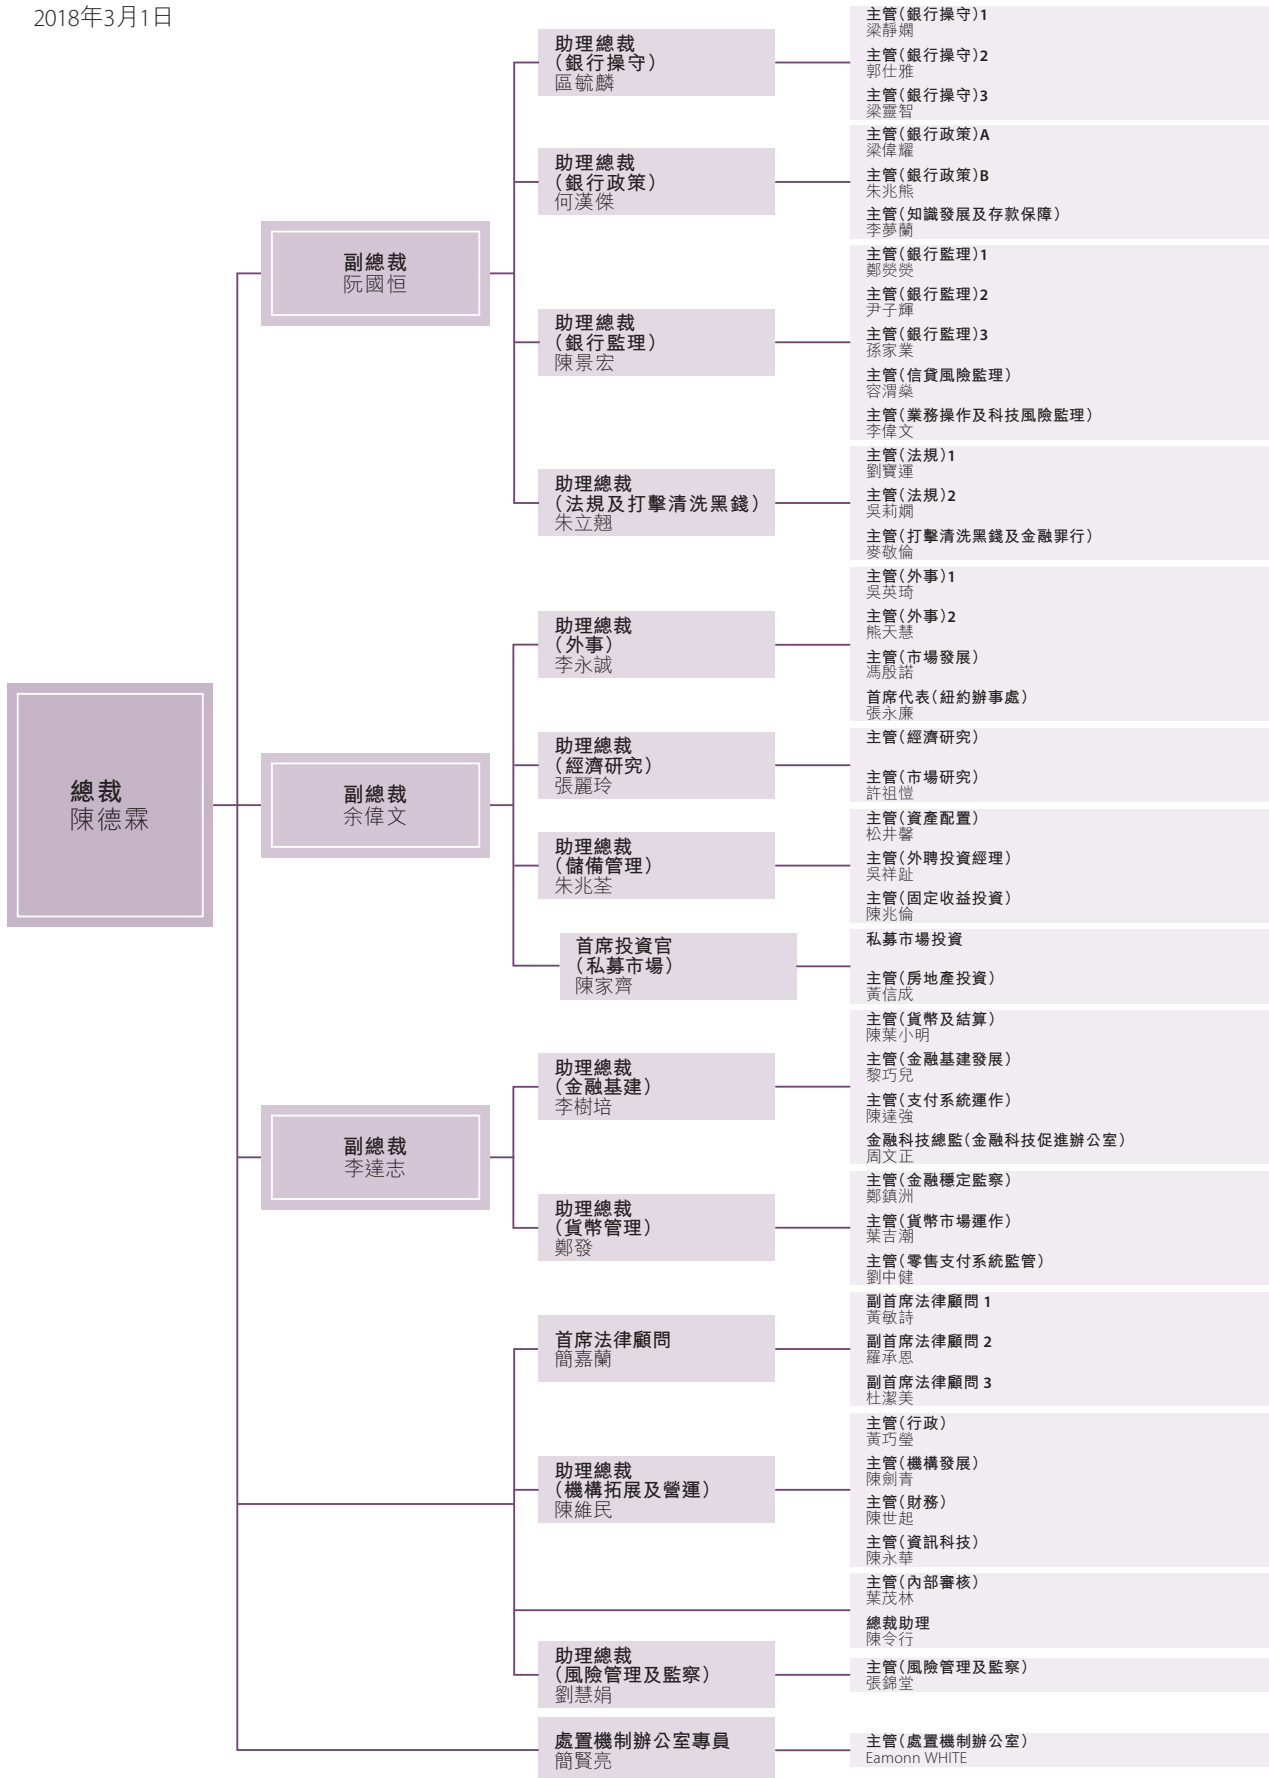 2018年3月1日
總裁
陳德霖
副總裁
阮國恒
助理總裁
(銀行操守)
區毓麟
主管(銀行操守)1
梁靜嫻
主管(銀行操守)2
郭仕雅
主管(銀行操守)3
梁靈智
助理總裁
(銀行政策)
何漢傑
主管(銀行政策)A
梁偉耀
主管(銀行政策)B
朱兆熊
主管(知識發展及存款保障)
李夢蘭
助理總裁
(銀行監理)
陳景宏
主管(銀行監理)1
鄭熒熒
主管(銀行監理)2
尹子輝
主管(銀行監理)3
孫家業
主管(信貸風險監理)
容渭燊
主管(業務操作及科技風險監理)
李偉文
助理總裁
(法規及打擊清洗黑錢)
朱立翹
主管(法規)1
劉寶運
主管(法規)2
吳莉嫻
主管(打擊清洗黑錢及金融罪行)
麥敬倫
副總裁
余偉文
助理總裁
(外事)
李永誠
主管(外事)1
吳英琦
主管(外事)2
熊天慧
主管(市場發展)
馮殷諾
首席代表(紐約辦事處)
張永廉
助理總裁
(經濟研究)
張麗玲
主管(經濟研究)
主管(市場研究)
許祖愷
助理總裁
(儲備管理)
朱兆荃
主管(資產配置)
松井馨
主管(外聘投資經理)
吳祥趾
主管(固定收益投資)
陳兆倫
首席投資官
(私募市場)
陳家齊
私募市場投資
主管(房地產投資)
黃信成
副總裁
李達志
助理總裁
(金融基建)
李樹培
主管(貨幣及結算)
陳葉小明
主管(金融基建發展)
黎巧兒
主管(支付系統運作)
陳達強
金融科技總監(金融科技促進辦公室)
周文正
助理總裁
(貨幣管理)
鄭發
主管(金融穩定監察)
鄭鎮洲
主管(貨幣市場運作)
葉吉潮
主管(零售支付系統監管)
劉中健
首席法律顧問
簡嘉蘭
副首席法律顧問 1
黃敏詩
副首席法律顧問 2
羅承恩
副首席法律顧問 3
杜潔美
助理總裁
(機構拓展及營運)
陳維民
主管(行政)
黃巧瑩
主管(機構發展)
陳劍青
主管(財務)
陳世起
主管(資訊科技)
陳永華
主管(內部審核)
葉茂林
總裁助理
陳令行
助理總裁
(風險管理及監察)
劉慧娟
主管(風險管理及監察)
張錦堂
處置機制辦公室專員
簡賢亮
主管(處置機制辦公室)
Eamonn WHITE